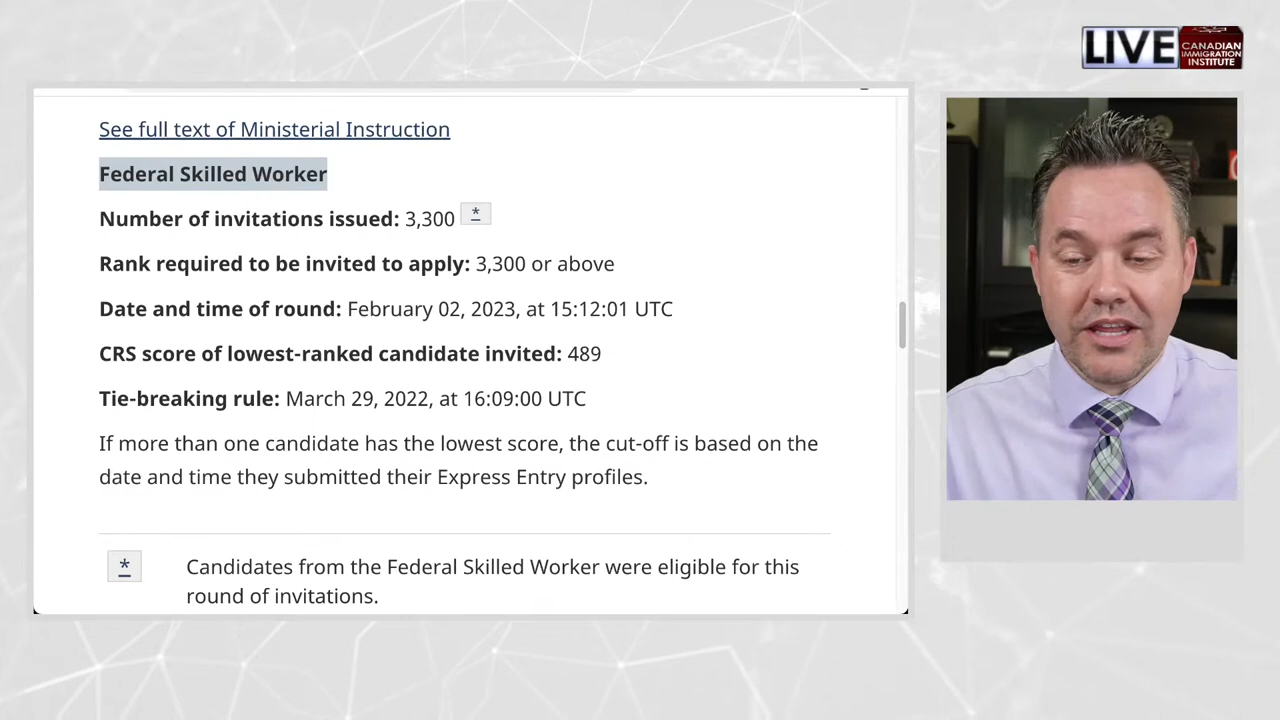 LIVE
CANADIAN
IMMIGRATION
INSTITUTE
See full text of Ministerial Instruction
Federal Skilled Worker
Number of invitations issued: 3,300 *
Rank required to be invited to apply: 3,300 or above
Date and time of round: February 02, 2023, at 15:12:01 UTC
CRS score of lowest-ranked candidate invited: 489
Tie-breaking rule: March 29, 2022, at 16:09:00 UTC
If more than one candidate has the lowest score, the cut-off is based on the
date and time they submitted their Express Entry profiles.
* Candidates from the Federal Skilled Worker were eligible for this
round of invitations.